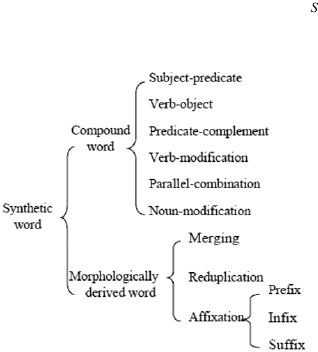 S
Subject-predicate
Verb-object
Compound
word
Predicate-complement
Verb-modification
Parallel-combination
Noun-modification
Synthetic
word
Merging
Morphologically
derived word
Reduplication
Prefix
Affixation
Infix
Suffix